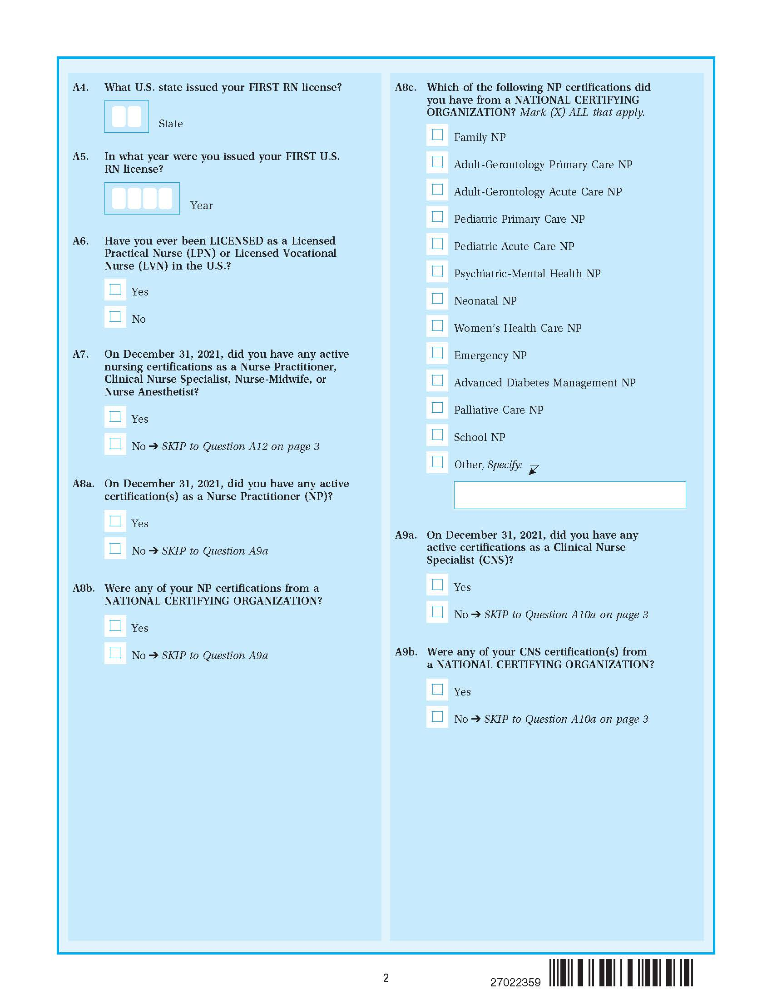 A4. What U.S. state issued your FIRST RN license?
State
A5. In what year were you issued your FIRST U.S.
RN license?
Year
A6. Have you ever been LICENSED as a Licensed
Practical Nurse (LPN) or Licensed Vocational
Nurse (LVN) in the U.S.?
Yes
No
A7. On December 31, 2021, did you have any active
nursing certifications as a Nurse Practitioner,
Clinical Nurse Specialist, Nurse-Midwife, or
Nurse Anesthetist?
Yes
No ➔ SKIP to Question A12 on page 3
A8a. On December 31, 2021, did you have any active
certification(s) as a Nurse Practitioner (NP)?
Yes
No ➔ SKIP to Question A9a
A8b. Were any of your NP certifications from a
NATIONAL CERTIFYING ORGANIZATION?
Yes
No ➔ SKIP to Question A9a
A8c. Which of the following NP certifications did
you have from a NATIONAL CERTIFYING
ORGANIZATION? Mark (X) ALL that apply.
Family NP
Adult-Gerontology Primary Care NP
Adult-Gerontology Acute Care NP
Pediatric Primary Care NP
Pediatric Acute Care NP
Psychiatric-Mental Health NP
Neonatal NP
Women’s Health Care NP
Emergency NP
Advanced Diabetes Management NP
Palliative Care NP
School NP
Other, Specify:
A9a. On December 31, 2021, did you have any
active certifications as a Clinical Nurse
Specialist (CNS)?
Yes
No ➔ SKIP to Question A10a on page 3
A9b. Were any of your CNS certification(s) from
a NATIONAL CERTIFYING ORGANIZATION?
Yes
No ➔ SKIP to Question A10a on page 3
2
27022359